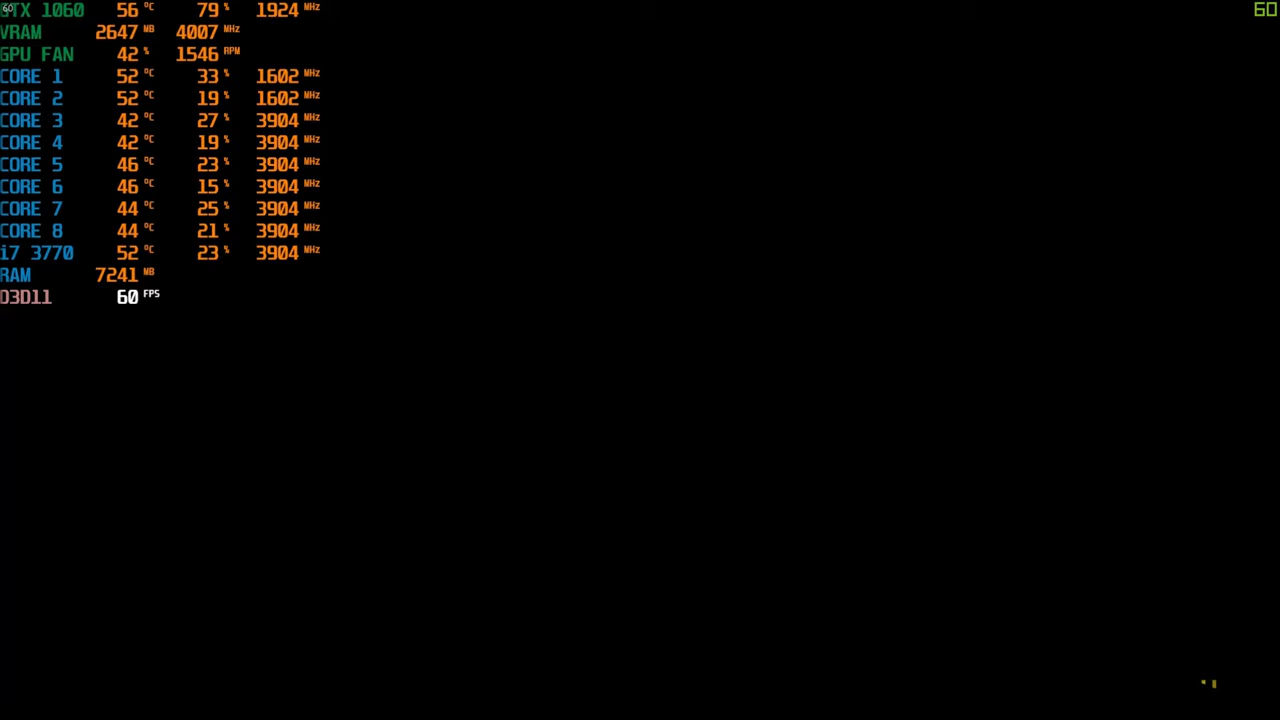 GTX 1060 56 °C 79 % 1924 MHz 60
60
VRAM 2647 MB 4007 MHz
GPU FAN 42 % 1546 RPM
CORE 1 52 °C 33 % 1602 MHz
CORE 2 52 °C 19 % 1602 MHz
CORE 3 42 °C 27 % 3904 MHz
CORE 4 42 °C 19 % 3904 MHz
CORE 5 46 °C 23 % 3904 MHz
CORE 6 46 °C 15 % 3904 MHz
CORE 7 44 °C 25 % 3904 MHz
CORE 8 44 °C 21 % 3904 MHz
i7 3770 52 °C 23 % 3904 MHz
RAM 7241 MB
D3D11 60 FPS